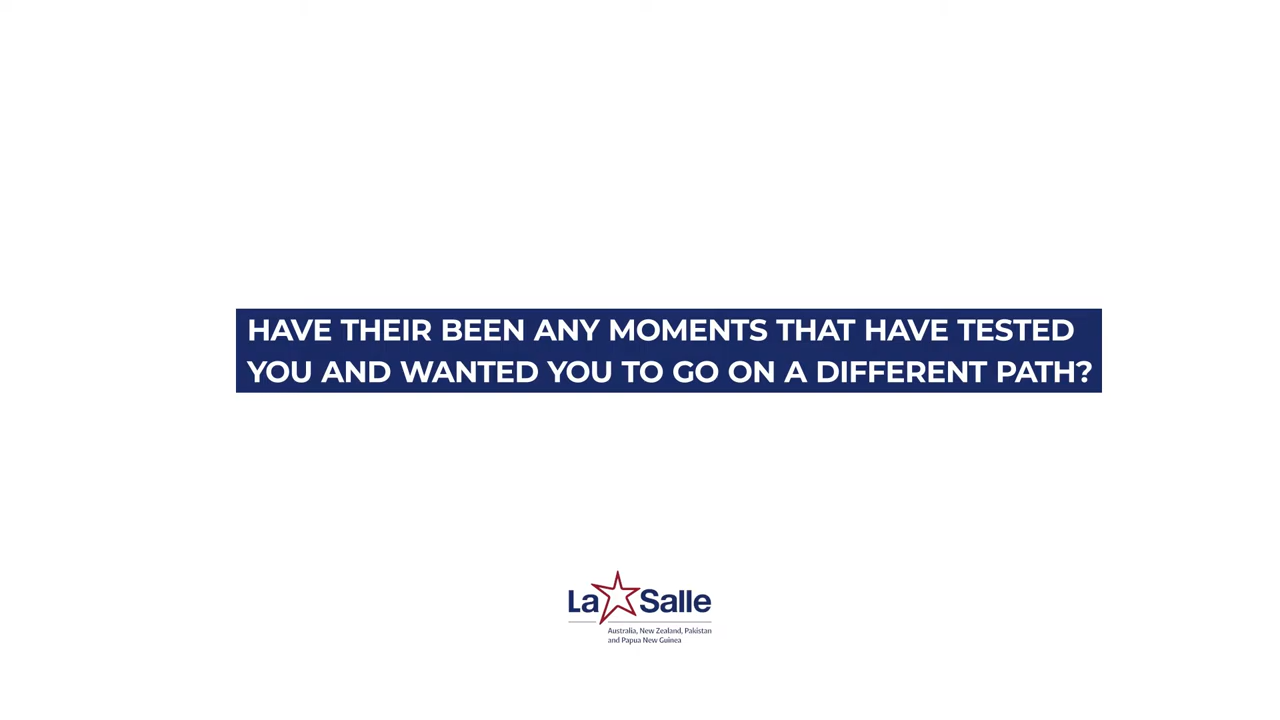 HAVE THEIR BEEN ANY MOMENTS THAT HAVE TESTED
YOU AND WANTED YOU TO GO ON A DIFFERENT PATH?
La Salle
Australia, New Zealand, Pakistan
and Papua New Guinea